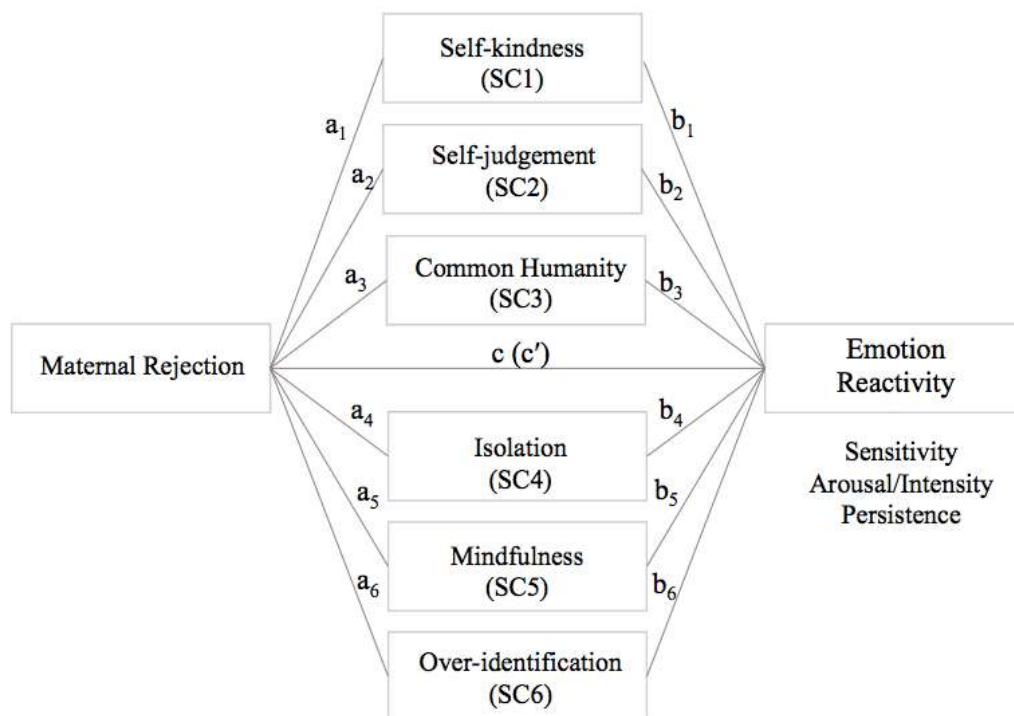 Self-kindness
(SC1)
a₁
b₁
Self-judgement
(SC2)
a₂
b₂
Common Humanity
(SC3)
a₃
b₃
Maternal Rejection
c (c′)
Emotion
Reactivity
a₄
b₄
Isolation
(SC4)
Sensitivity
Arousal/Intensity
Persistence
a₅
b₅
Mindfulness
(SC5)
a₆
b₆
Over-identification
(SC6)